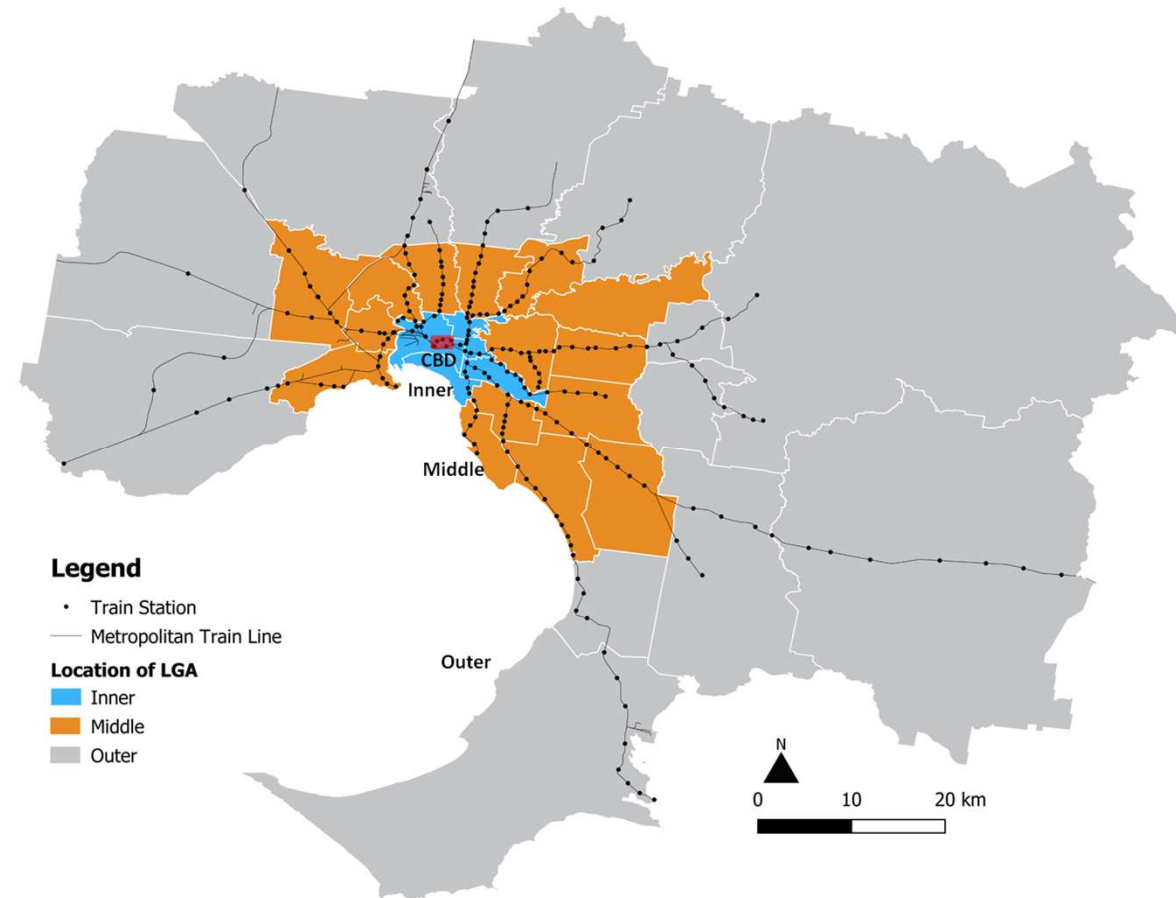 CBD
Inner
Middle
Outer
Legend
Train Station
Metropolitan Train Line
Location of LGA
Inner
Middle
Outer
N
0 10 20 km